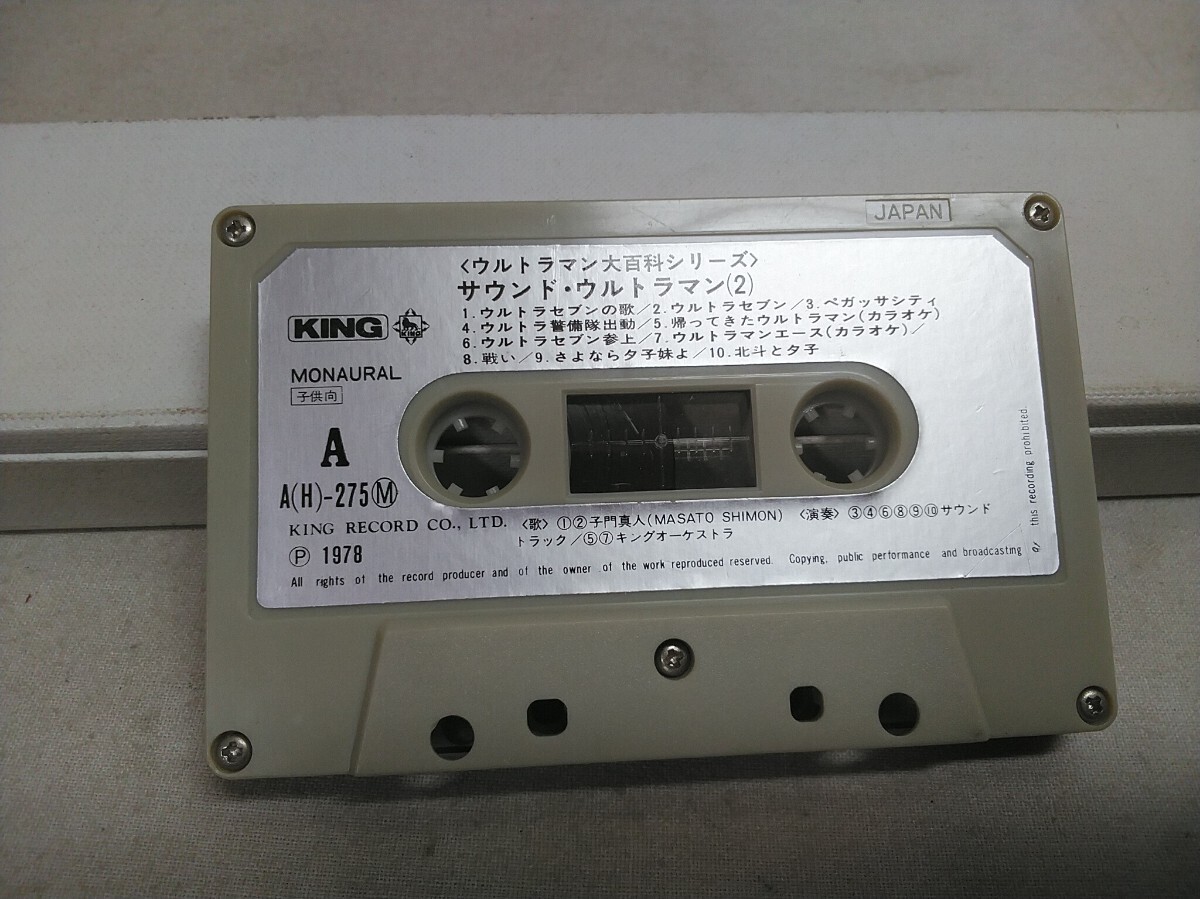 JAPAN
〈ウルトラマン大百科シリーズ〉
サウンド・ウルトラマン(2)
1. ウルトラセブンの歌/2. ウルトラセブン/3. ペガッサシティ
4. ウルトラ警備隊出動/5. 帰ってきたウルトラマン(カラオケ)
6. ウルトラセブン参上/7. ウルトラマンエース(カラオケ)/
8. 戦い/9. さよなら夕子妹よ/10. 北斗と夕子
KING
KING
MONAURAL
子供向
A
A(H)-275Ⓜ
KING RECORD CO., LTD.
〈歌〉①②子門真人(MASATO SHIMON) 〈演奏〉③④⑥⑧⑨⑩サウンド
トラック/⑤⑦キングオーケストラ
Ⓟ 1978
All rights of the record producer and of the owner of the work reproduced reserved. Copying, public performance and broadcasting of this recording prohibited.